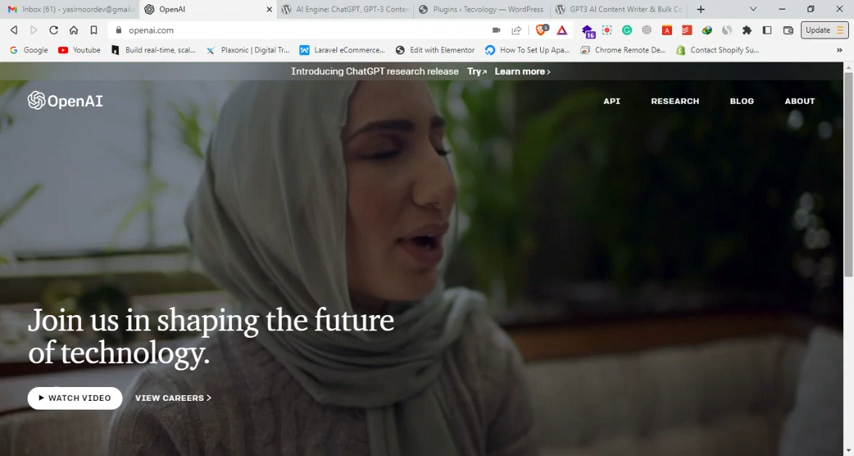 Inbox (61) - yasirnoordev@gmail.
OpenAI
AI Engine: ChatGPT, GPT-3 Conten
Plugins ‹ Tecvology — WordPress
GPT3 AI Content Writer & Bulk Co
openai.com
16
Update
Google
Youtube
Build real-time, scal...
Plaxonic | Digital Tr...
Laravel eCommerce...
Edit with Elementor
How To Set Up Apa...
Chrome Remote De...
Contact Shopify Su...
Introducing ChatGPT research release Try↗ Learn more ›
OpenAI
API RESEARCH BLOG ABOUT
Join us in shaping the future
of technology.
WATCH VIDEO VIEW CAREERS >